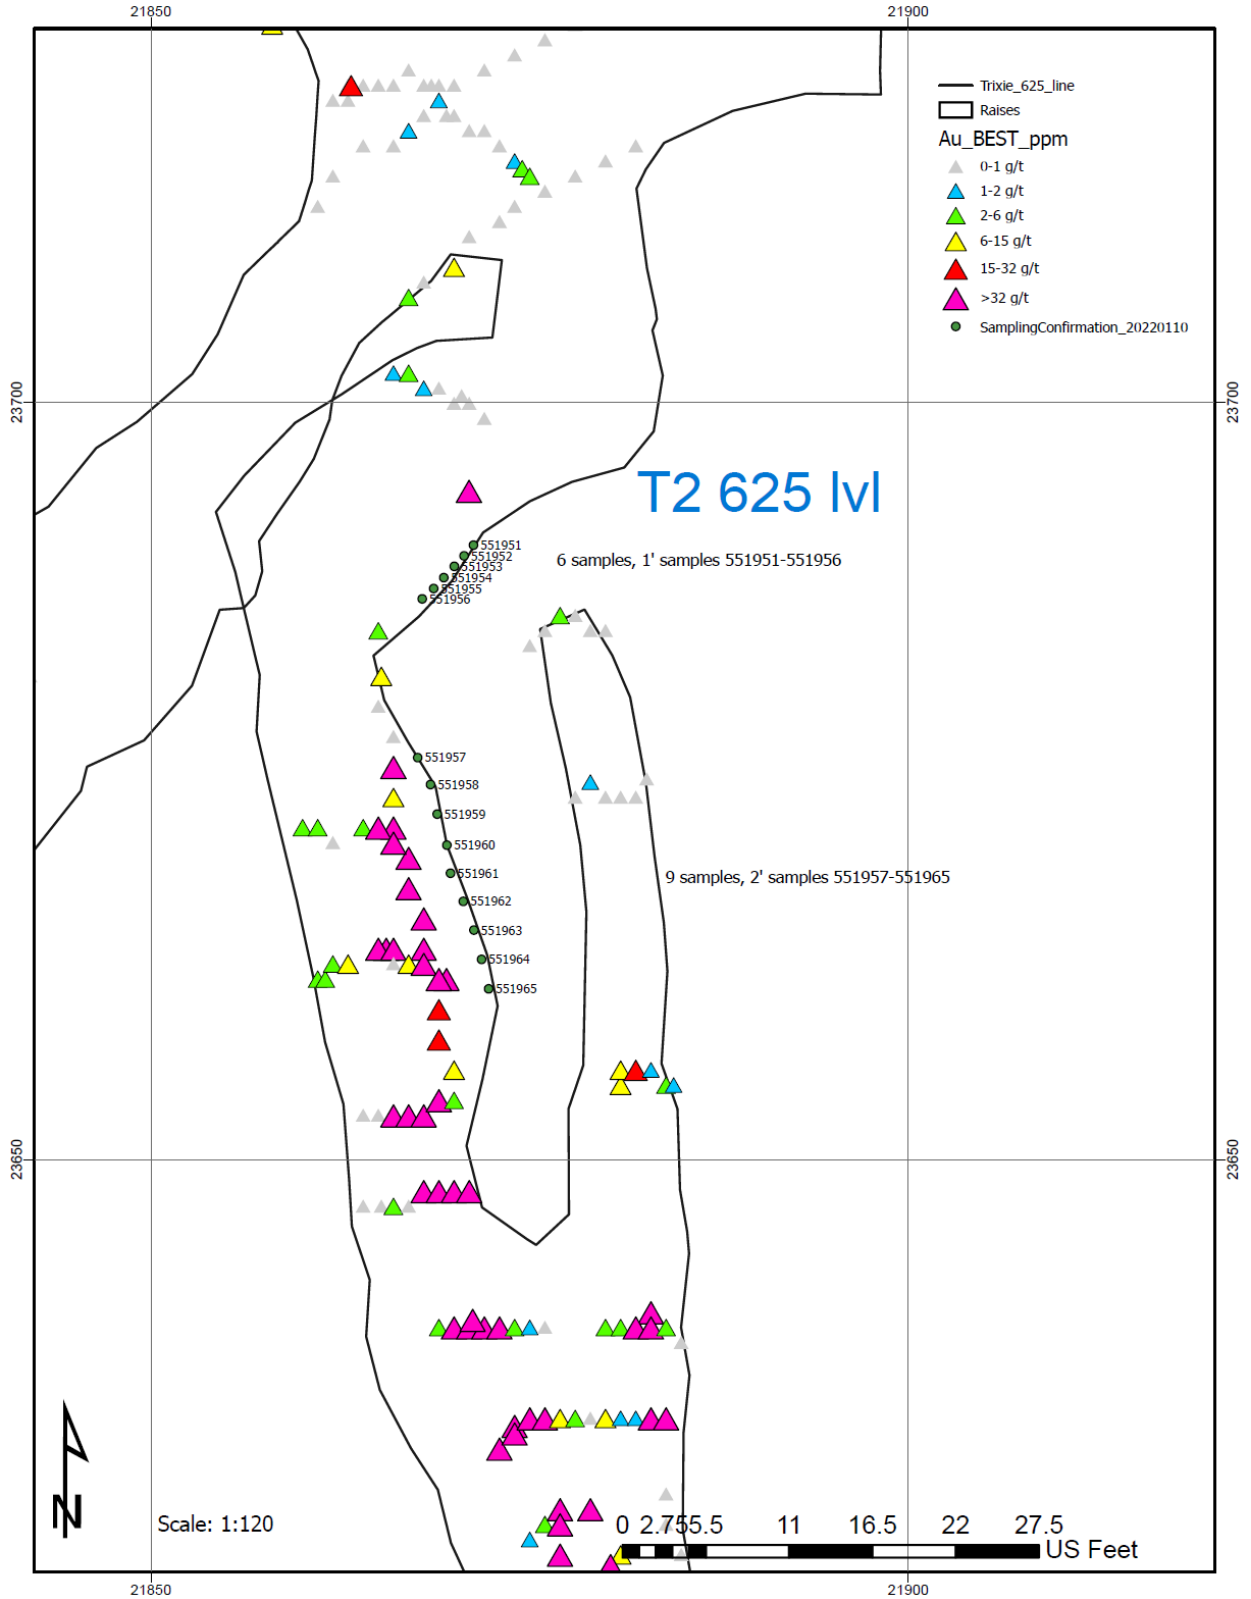 21850
21900
Trixie_625_line
Raises
Au_BEST_ppm
0-1 g/t
1-2 g/t
2-6 g/t
6-15 g/t
15-32 g/t
>32 g/t
SamplingConfirmation_20220110
23700
23700
T2 625 lvl
551951
551952
551953
551954
551955
551956
6 samples, 1' samples 551951-551956
551957
551958
551959
551960
551961
551962
551963
551964
551965
9 samples, 2' samples 551957-551965
23650
23650
N
Scale: 1:120
0 2.75 5.5 11 16.5 22 27.5
US Feet
21850
21900